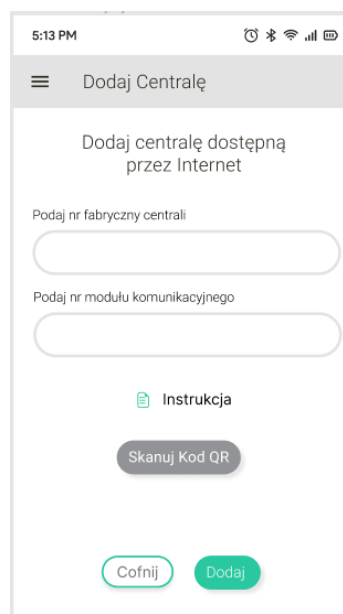 5:13 PM
Dodaj Centralę
Dodaj centralę dostępną
przez Internet
Podaj nr fabryczny centrali
Podaj nr modułu komunikacyjnego
Instrukcja
Skanuj Kod QR
Cofnij
Dodaj